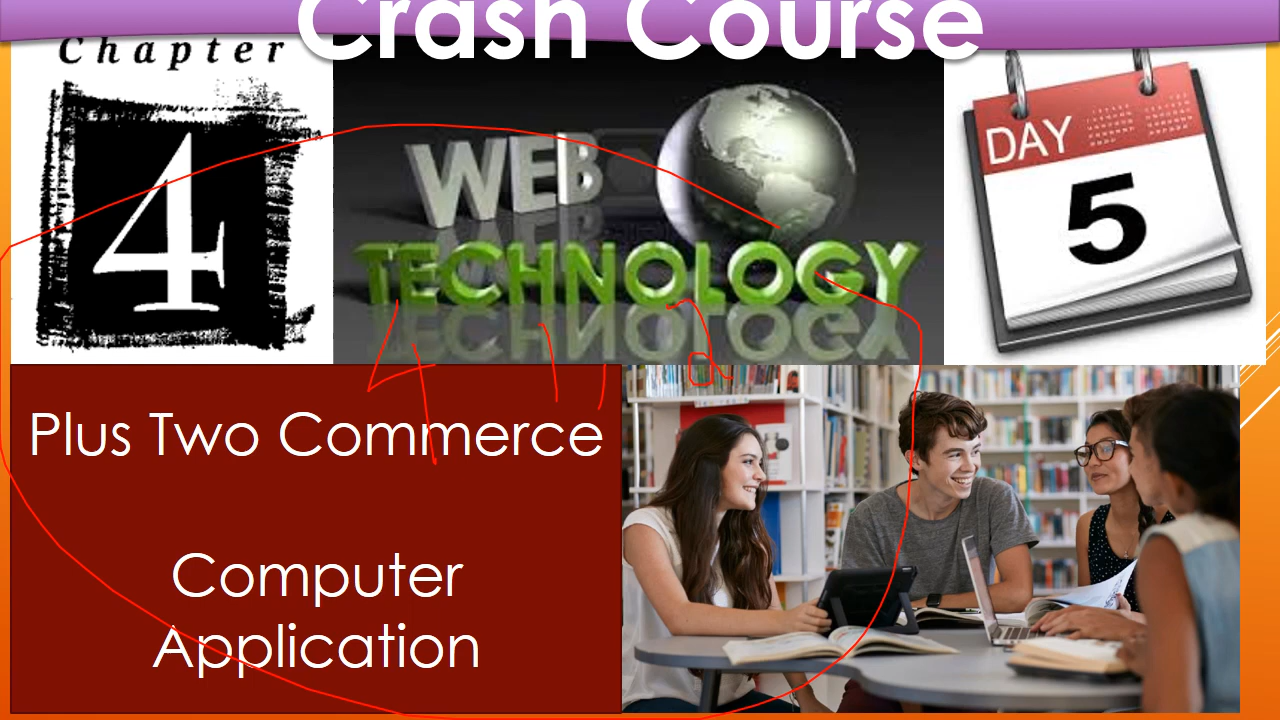 Crash Course
Chapter
4
WEB
TECHNOLOGY
DAY
5
Plus Two Commerce
Computer
Application